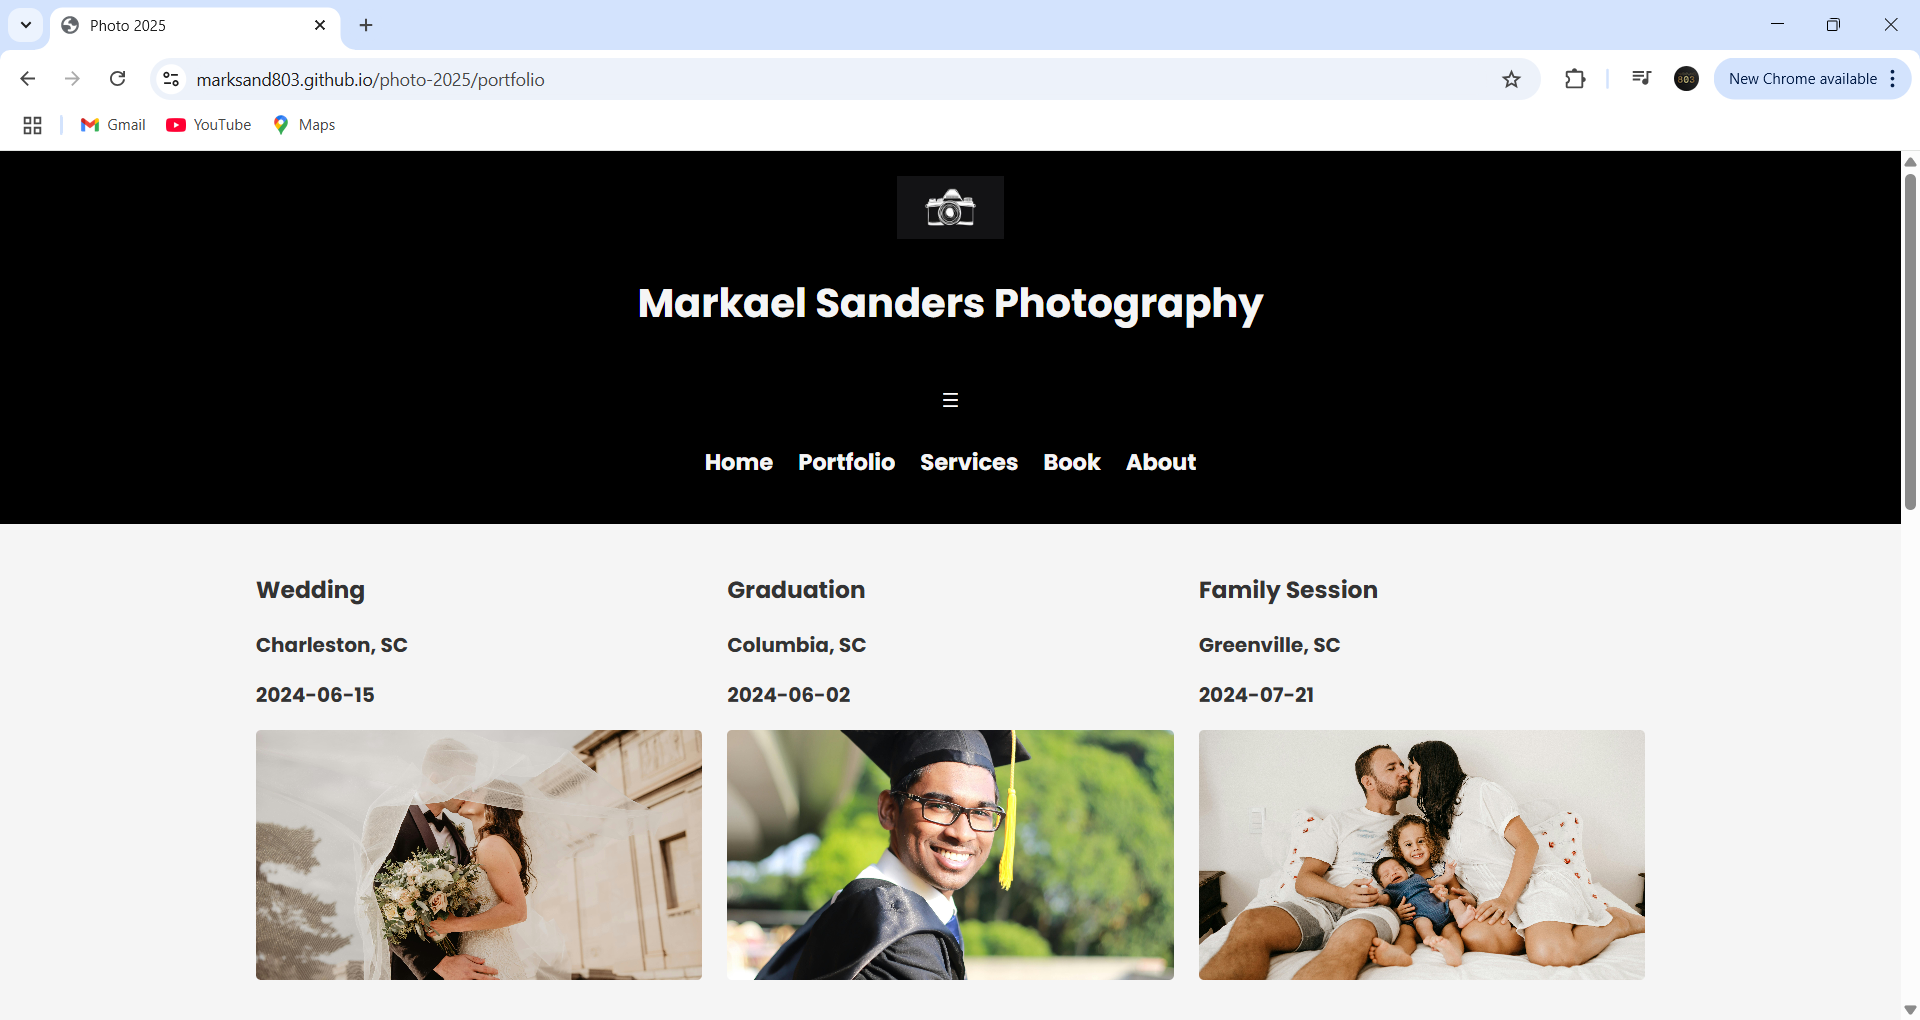 Photo 2025
marksand803.github.io/photo-2025/portfolio
803
New Chrome available
Gmail YouTube Maps
Markael Sanders Photography
Home Portfolio Services Book About
Wedding Graduation Family Session
Charleston, SC Columbia, SC Greenville, SC
2024-06-15 2024-06-02 2024-07-21